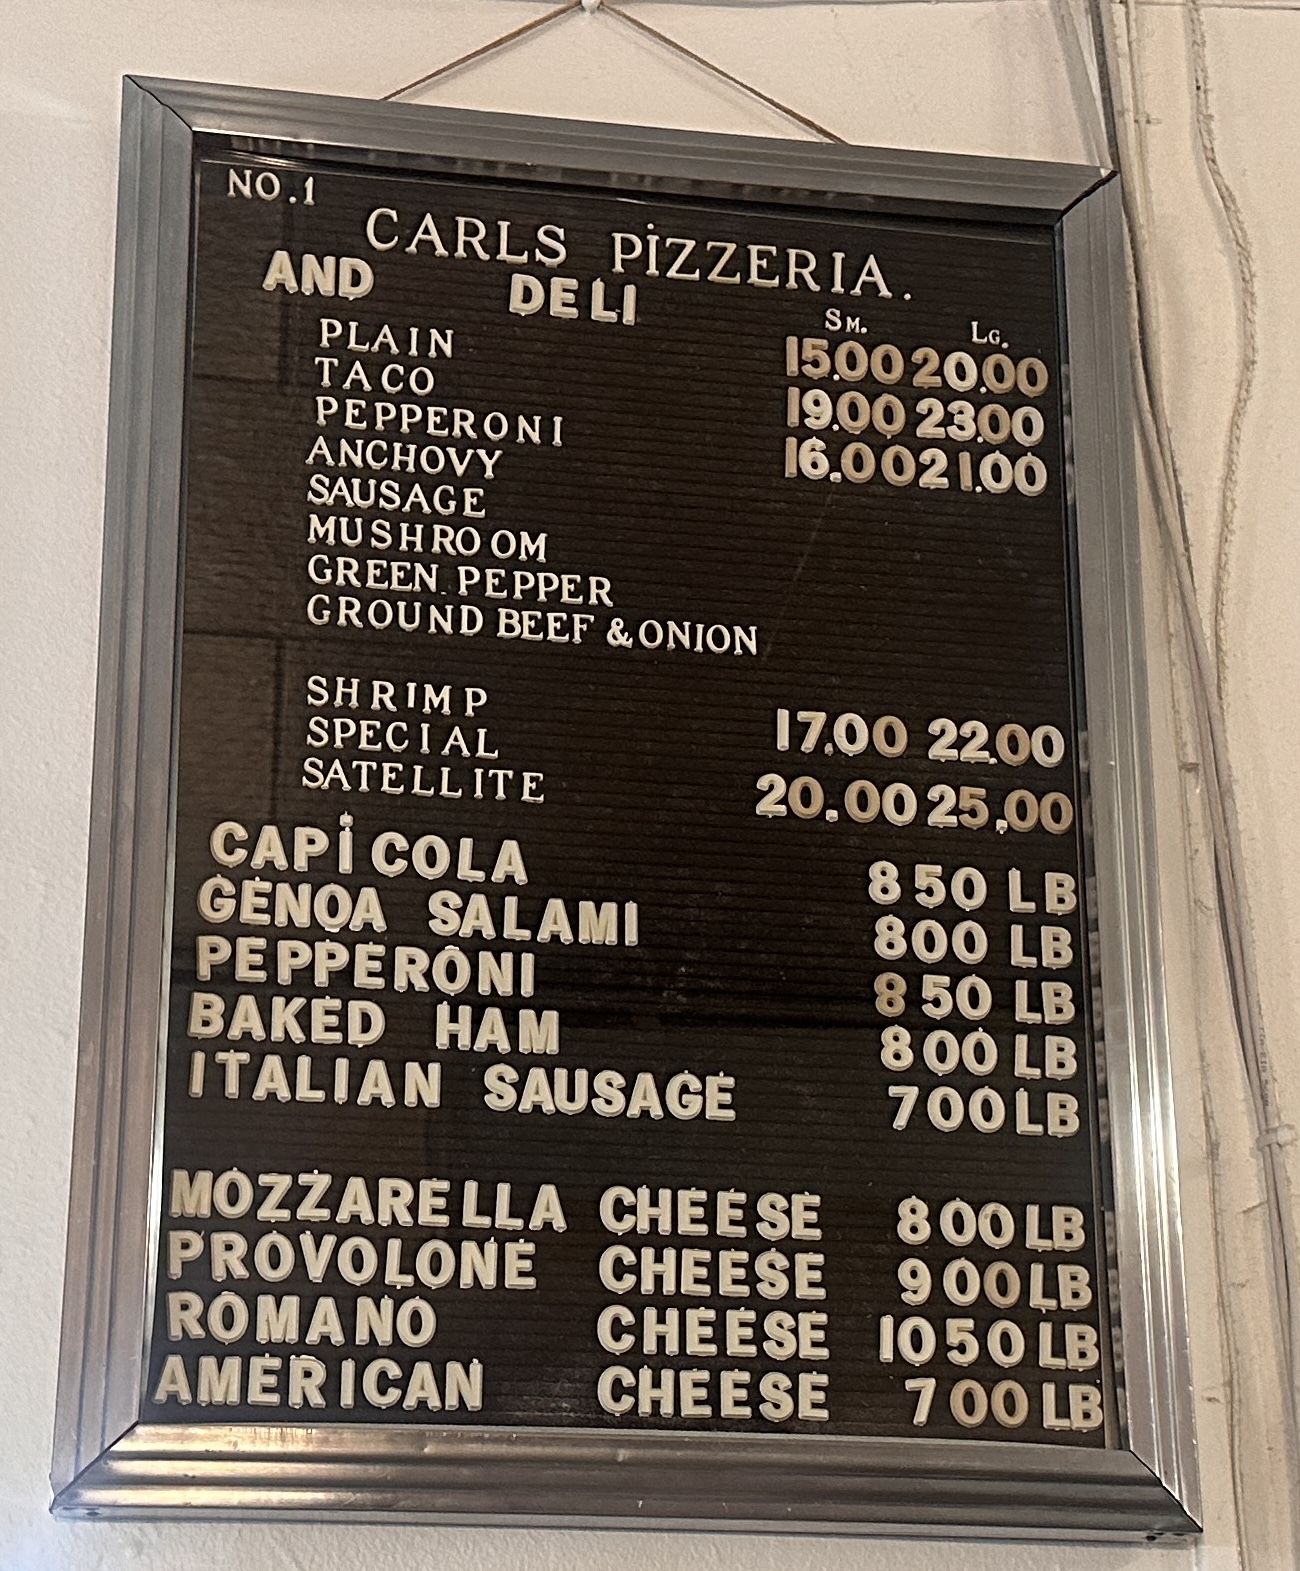 NO.1
CARLS PIZZERIA.
AND DELI
SM. LG.
PLAIN 15.00 20.00
TACO 19.00 23.00
PEPPERONI 16.00 21.00
ANCHOVY
SAUSAGE
MUSHROOM
GREEN PEPPER
GROUND BEEF & ONION
SHRIMP
SPECIAL 17.00 22.00
SATELLITE 20.00 25.00
CAPICOLA 850 LB
GENOA SALAMI 800 LB
PEPPERONI 850 LB
BAKED HAM 800 LB
ITALIAN SAUSAGE 700 LB
MOZZARELLA CHEESE 800 LB
PROVOLONE CHEESE 900 LB
ROMANO CHEESE 1050 LB
AMERICAN CHEESE 700 LB